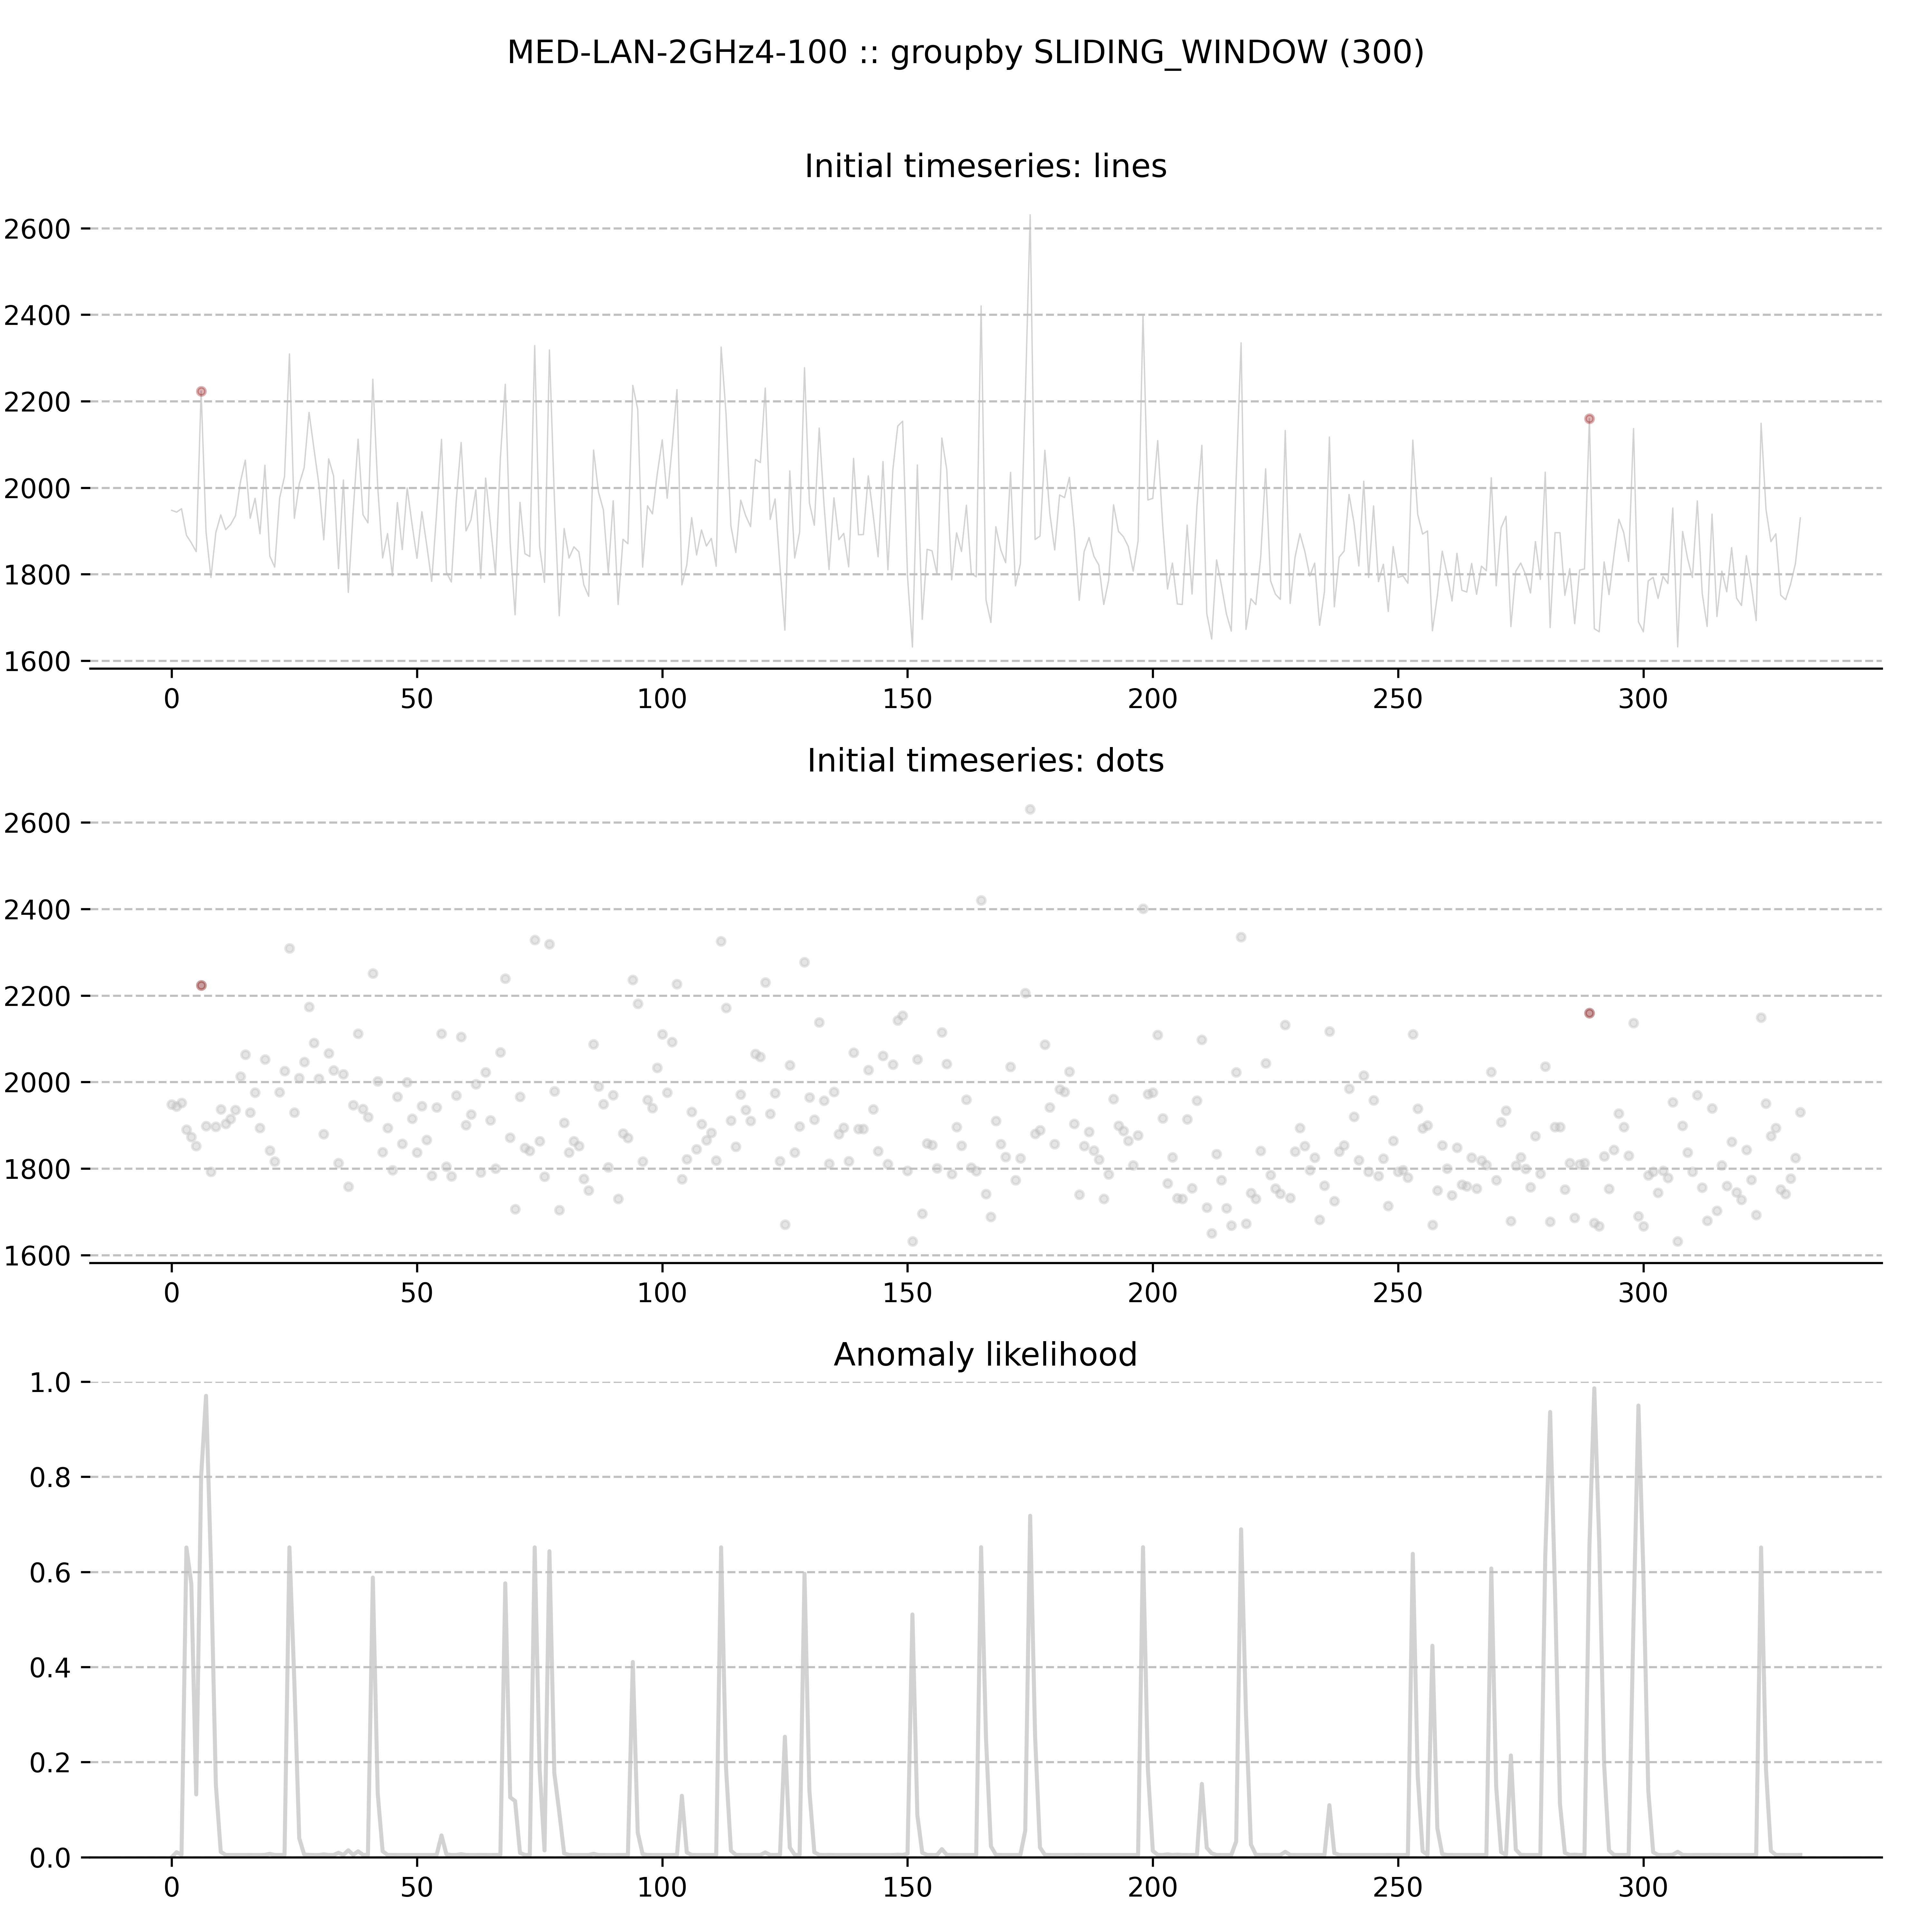 MED-LAN-2GHz4-100 :: groupby SLIDING_WINDOW (300)
Initial timeseries: lines
2600
2400
2200
2000
1800
1600
0 50 100 150 200 250 300
Initial timeseries: dots
2600
2400
2200
2000
1800
1600
0 50 100 150 200 250 300
Anomaly likelihood
1.0
0.8
0.6
0.4
0.2
0.0
0 50 100 150 200 250 300